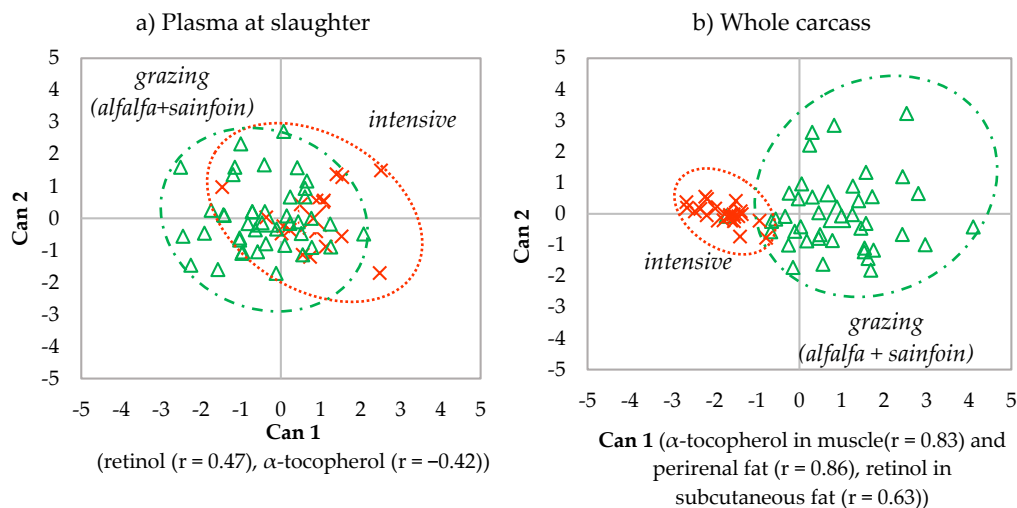 a) Plasma at slaughter
5
4
3
2
1
0
-1
-2
-3
-4
-5
Can 2
grazing
(alfalfa+sainfoin)
intensive
-5 -4 -3 -2 -1 0 1 2 3 4 5
Can 1
(retinol (r = 0.47), α-tocopherol (r = −0.42))
b) Whole carcass
5
4
3
2
1
0
-1
-2
-3
-4
-5
Can 2
grazing
(alfalfa + sainfoin)
intensive
-5 -4 -3 -2 -1 0 1 2 3 4 5
Can 1 (α-tocopherol in muscle(r = 0.83) and
perirenal fat (r = 0.86), retinol in
subcutaneous fat (r = 0.63))